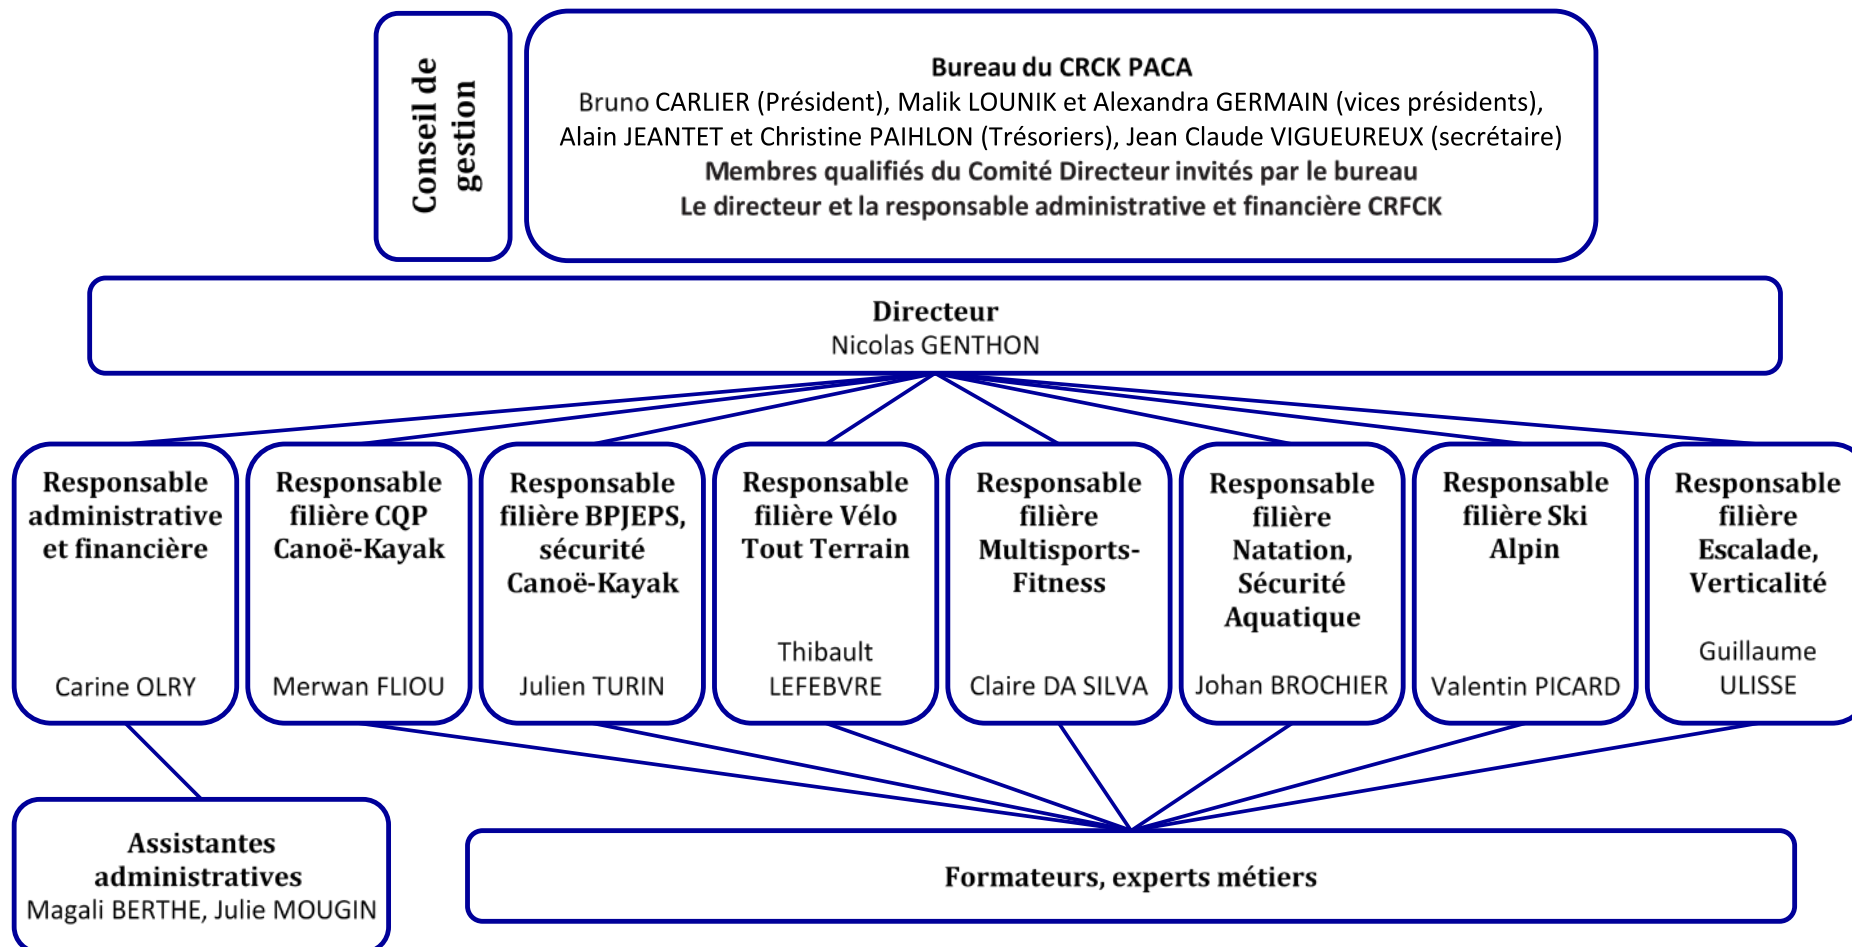 Conseil de
gestion
Bureau du CRCK PACA
Bruno CARLIER (Président), Malik LOUNIK et Alexandra GERMAIN (vices présidents),
Alain JEANTET et Christine PAIHLON (Trésoriers), Jean Claude VIGUEUREUX (secrétaire)
Membres qualifiés du Comité Directeur invités par le bureau
Le directeur et la responsable administrative et financière CRFCK
Directeur
Nicolas GENTHON
Responsable
administrative
et financière
Carine OLRY
Responsable
filière CQP
Canoë-Kayak
Merwan FLIOU
Responsable
filière BPJEPS,
sécurité
Canoë-Kayak
Julien TURIN
Responsable
filière Vélo
Tout Terrain
Thibault
LEFEBVRE
Responsable
filière
Multisports-
Fitness
Claire DA SILVA
Responsable
filière
Natation,
Sécurité
Aquatique
Johan BROCHIER
Responsable
filière Ski
Alpin
Valentin PICARD
Responsable
filière
Escalade,
Verticalité
Guillaume
ULISSE
Assistantes
administratives
Magali BERTHE, Julie MOUGIN
Formateurs, experts métiers